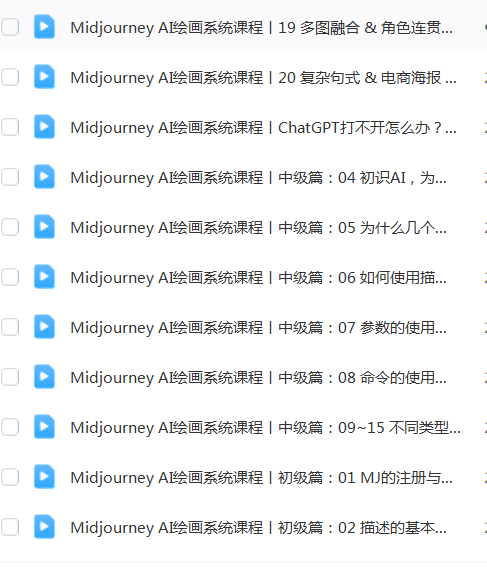 Midjourney AI绘画系统课程丨19 多图融合 & 角色连贯...
Midjourney AI绘画系统课程丨20 复杂句式 & 电商海报 ...
Midjourney AI绘画系统课程丨ChatGPT打不开怎么办？...
Midjourney AI绘画系统课程丨中级篇：04 初识AI，为...
Midjourney AI绘画系统课程丨中级篇：05 为什么几个...
Midjourney AI绘画系统课程丨中级篇：06 如何使用描...
Midjourney AI绘画系统课程丨中级篇：07 参数的使用...
Midjourney AI绘画系统课程丨中级篇：08 命令的使用...
Midjourney AI绘画系统课程丨中级篇：09~15 不同类型...
Midjourney AI绘画系统课程丨初级篇：01 MJ的注册与...
Midjourney AI绘画系统课程丨初级篇：02 描述的基本...